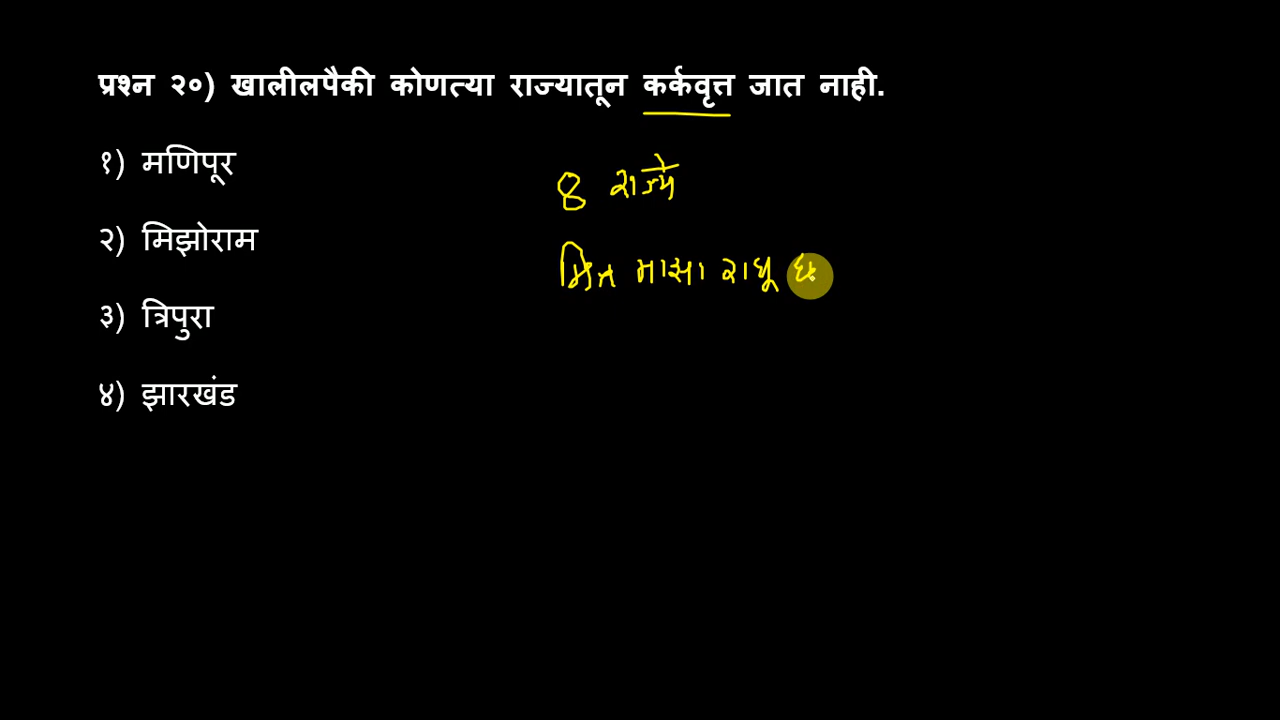 प्रश्न २०) खालीलपैकी कोणत्या राज्यातून कर्कवृत्त जात नाही.
१) मणिपूर
8 राज्ये
२) मिझोराम
मित्र मासा राघू
३) त्रिपुरा
४) झारखंड